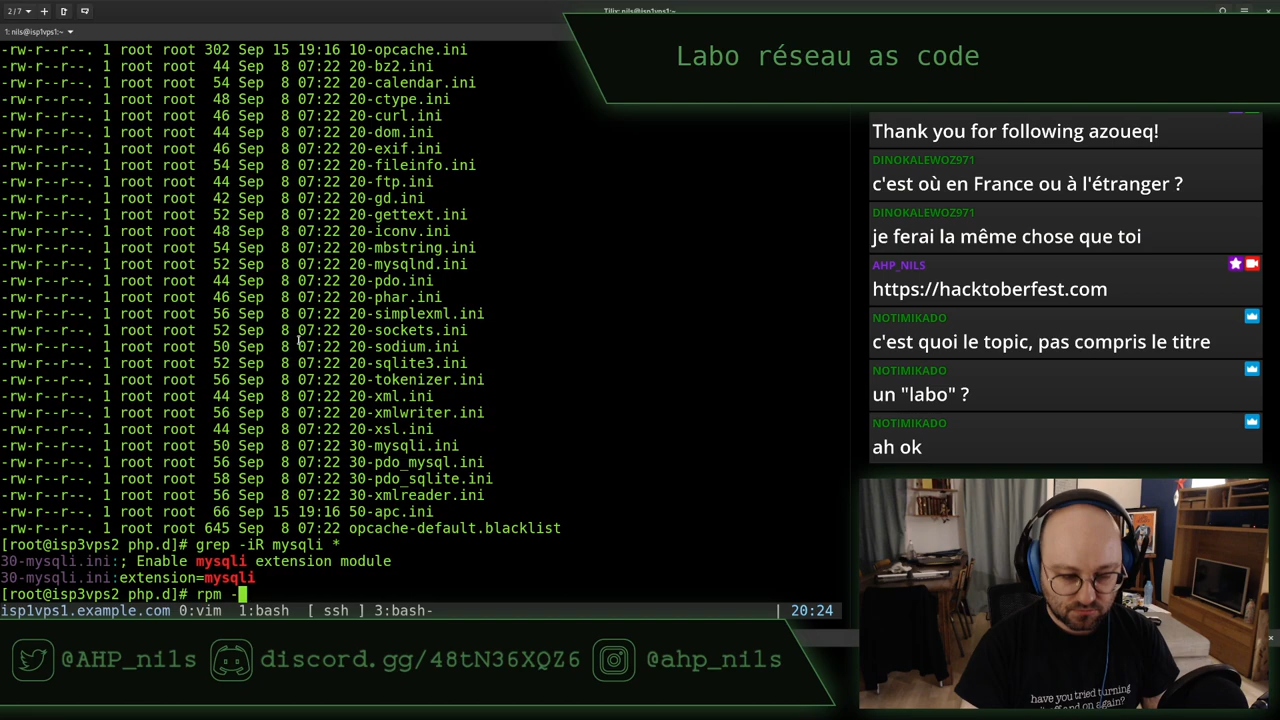 2/7
Tilix: nils@isp1vps1:~
1: nils@isp1vps1:~
-rw-r--r--. 1 root root 302 Sep 15 19:16 10-opcache.ini
-rw-r--r--. 1 root root  44 Sep  8 07:22 20-bz2.ini
-rw-r--r--. 1 root root  54 Sep  8 07:22 20-calendar.ini
-rw-r--r--. 1 root root  48 Sep  8 07:22 20-ctype.ini
-rw-r--r--. 1 root root  46 Sep  8 07:22 20-curl.ini
-rw-r--r--. 1 root root  44 Sep  8 07:22 20-dom.ini
-rw-r--r--. 1 root root  46 Sep  8 07:22 20-exif.ini
-rw-r--r--. 1 root root  54 Sep  8 07:22 20-fileinfo.ini
-rw-r--r--. 1 root root  44 Sep  8 07:22 20-ftp.ini
-rw-r--r--. 1 root root  42 Sep  8 07:22 20-gd.ini
-rw-r--r--. 1 root root  52 Sep  8 07:22 20-gettext.ini
-rw-r--r--. 1 root root  48 Sep  8 07:22 20-iconv.ini
-rw-r--r--. 1 root root  54 Sep  8 07:22 20-mbstring.ini
-rw-r--r--. 1 root root  52 Sep  8 07:22 20-mysqlnd.ini
-rw-r--r--. 1 root root  44 Sep  8 07:22 20-pdo.ini
-rw-r--r--. 1 root root  46 Sep  8 07:22 20-phar.ini
-rw-r--r--. 1 root root  56 Sep  8 07:22 20-simplexml.ini
-rw-r--r--. 1 root root  52 Sep  8 07:22 20-sockets.ini
-rw-r--r--. 1 root root  50 Sep  8 07:22 20-sodium.ini
-rw-r--r--. 1 root root  52 Sep  8 07:22 20-sqlite3.ini
-rw-r--r--. 1 root root  56 Sep  8 07:22 20-tokenizer.ini
-rw-r--r--. 1 root root  44 Sep  8 07:22 20-xml.ini
-rw-r--r--. 1 root root  56 Sep  8 07:22 20-xmlwriter.ini
-rw-r--r--. 1 root root  44 Sep  8 07:22 20-xsl.ini
-rw-r--r--. 1 root root  50 Sep  8 07:22 30-mysqli.ini
-rw-r--r--. 1 root root  56 Sep  8 07:22 30-pdo_mysql.ini
-rw-r--r--. 1 root root  58 Sep  8 07:22 30-pdo_sqlite.ini
-rw-r--r--. 1 root root  56 Sep  8 07:22 30-xmlreader.ini
-rw-r--r--. 1 root root  66 Sep 15 19:16 50-apc.ini
-rw-r--r--. 1 root root 645 Sep  8 07:22 opcache-default.blacklist
[root@isp3vps2 php.d]# grep -iR mysqli *
30-mysqli.ini:; Enable mysqli extension module
30-mysqli.ini:extension=mysqli
[root@isp3vps2 php.d]# rpm -
isp1vps1.example.com 0:vim  1:bash  [ ssh ] 3:bash-  | 20:24
Labo réseau as code
Thank you for following azoueq!
DINOKALEWOZ971
c'est où en France ou à l'étranger ?
DINOKALEWOZ971
je ferai la même chose que toi
AHP_NILS
https://hacktoberfest.com
NOTIMIKADO
c'est quoi le topic, pas compris le titre
NOTIMIKADO
un "labo" ?
NOTIMIKADO
ah ok
have you tried turning
off and on again?
@AHP_nils discord.gg/48tN36XQZ6 @ahp_nils